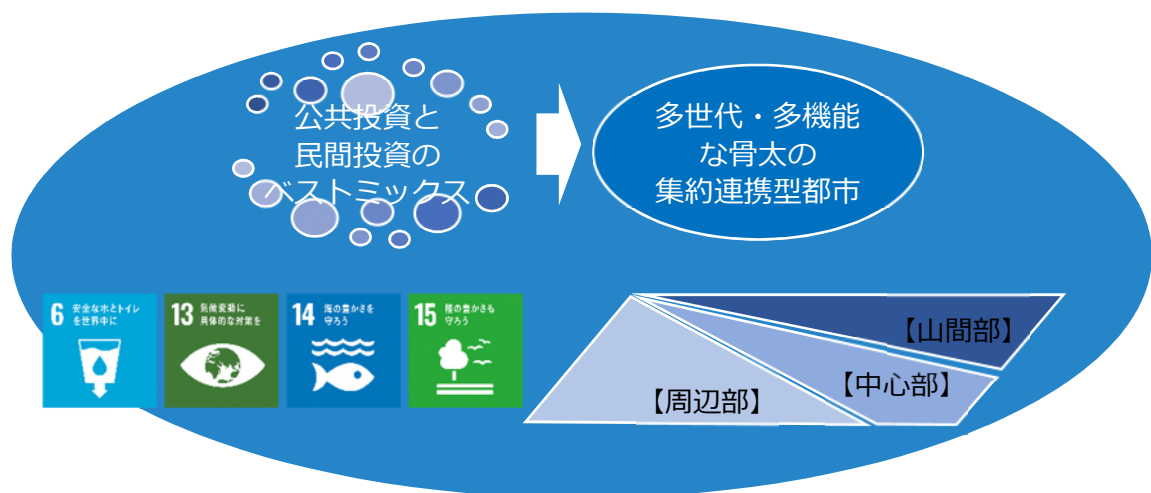 公共投資と
民間投資の
ベストミックス
多世代・多機能
な骨太の
集約連携型都市
6 安全な水とトイレ
を世界中に
13 気候変動に
具体的な対策を
14 海の豊かさを
守ろう
15 陸の豊かさも
守ろう
【山間部】
【中心部】
【周辺部】